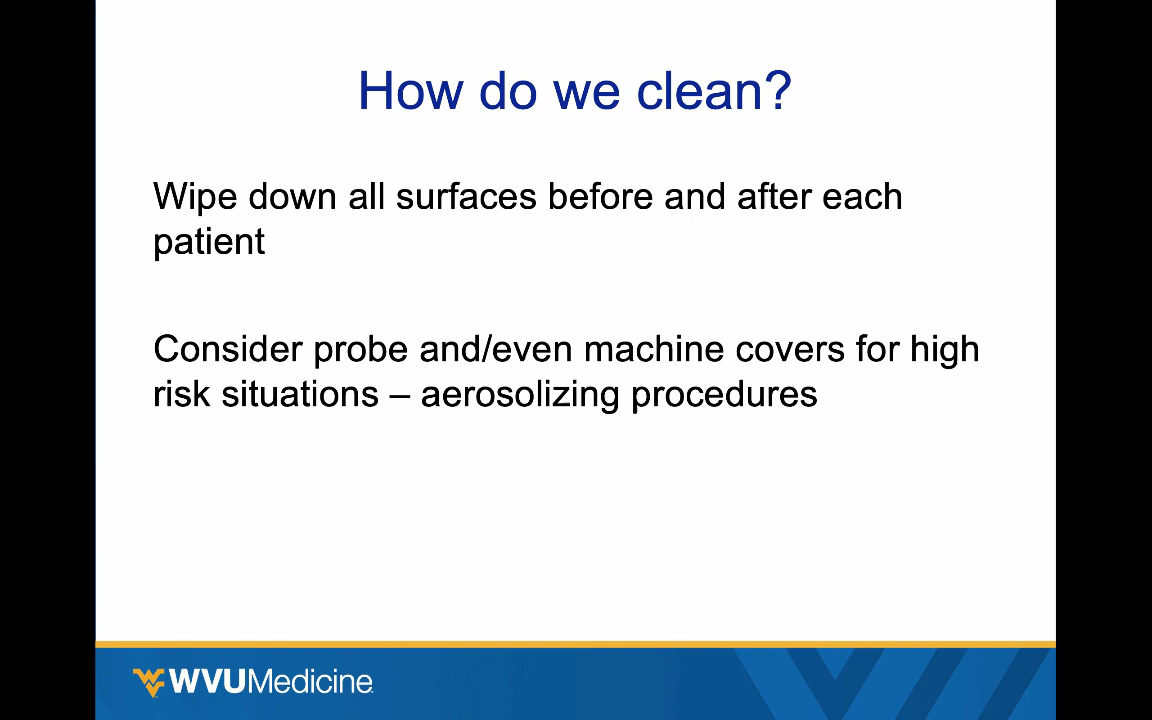 How do we clean?
Wipe down all surfaces before and after each
patient
Consider probe and/even machine covers for high
risk situations – aerosolizing procedures
WVUMedicine